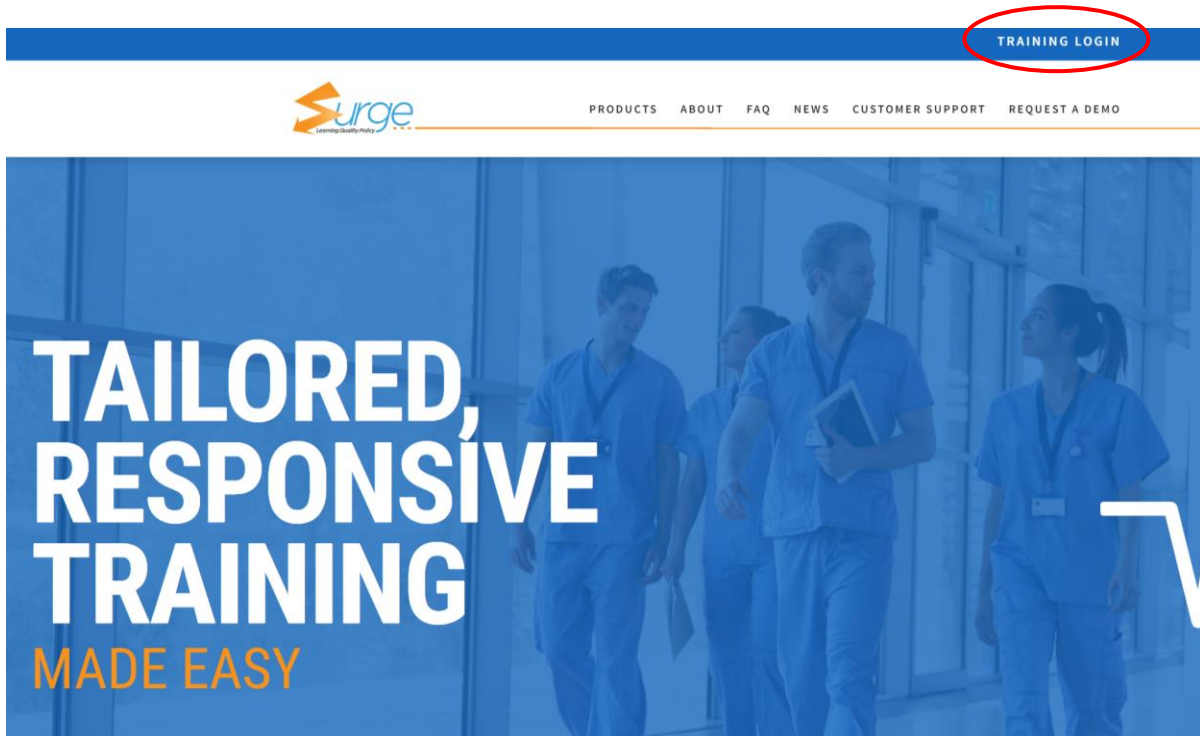 TRAINING LOGIN
Surge
Learning Quality Policy
PRODUCTS ABOUT FAQ NEWS CUSTOMER SUPPORT REQUEST A DEMO
TAILORED,
RESPONSIVE
TRAINING
MADE EASY